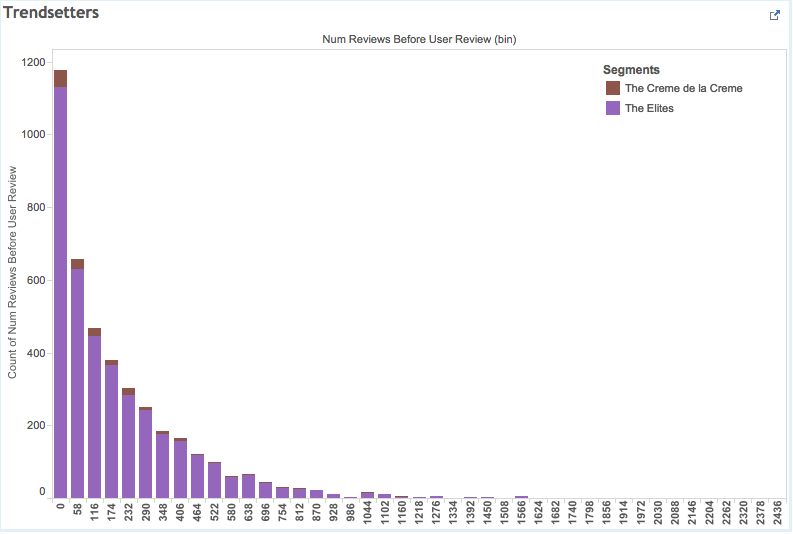 Trendsetters
Num Reviews Before User Review (bin)
Segments
The Creme de la Creme
The Elites
Count of Num Reviews Before User Review
1200
1000
800
600
400
200
0
0 58 116 174 232 290 348 406 464 522 580 638 696 754 812 870 928 986 1044 1102 1160 1218 1276 1334 1392 1450 1508 1566 1624 1682 1740 1798 1856 1914 1972 2030 2088 2146 2204 2262 2320 2378 2436